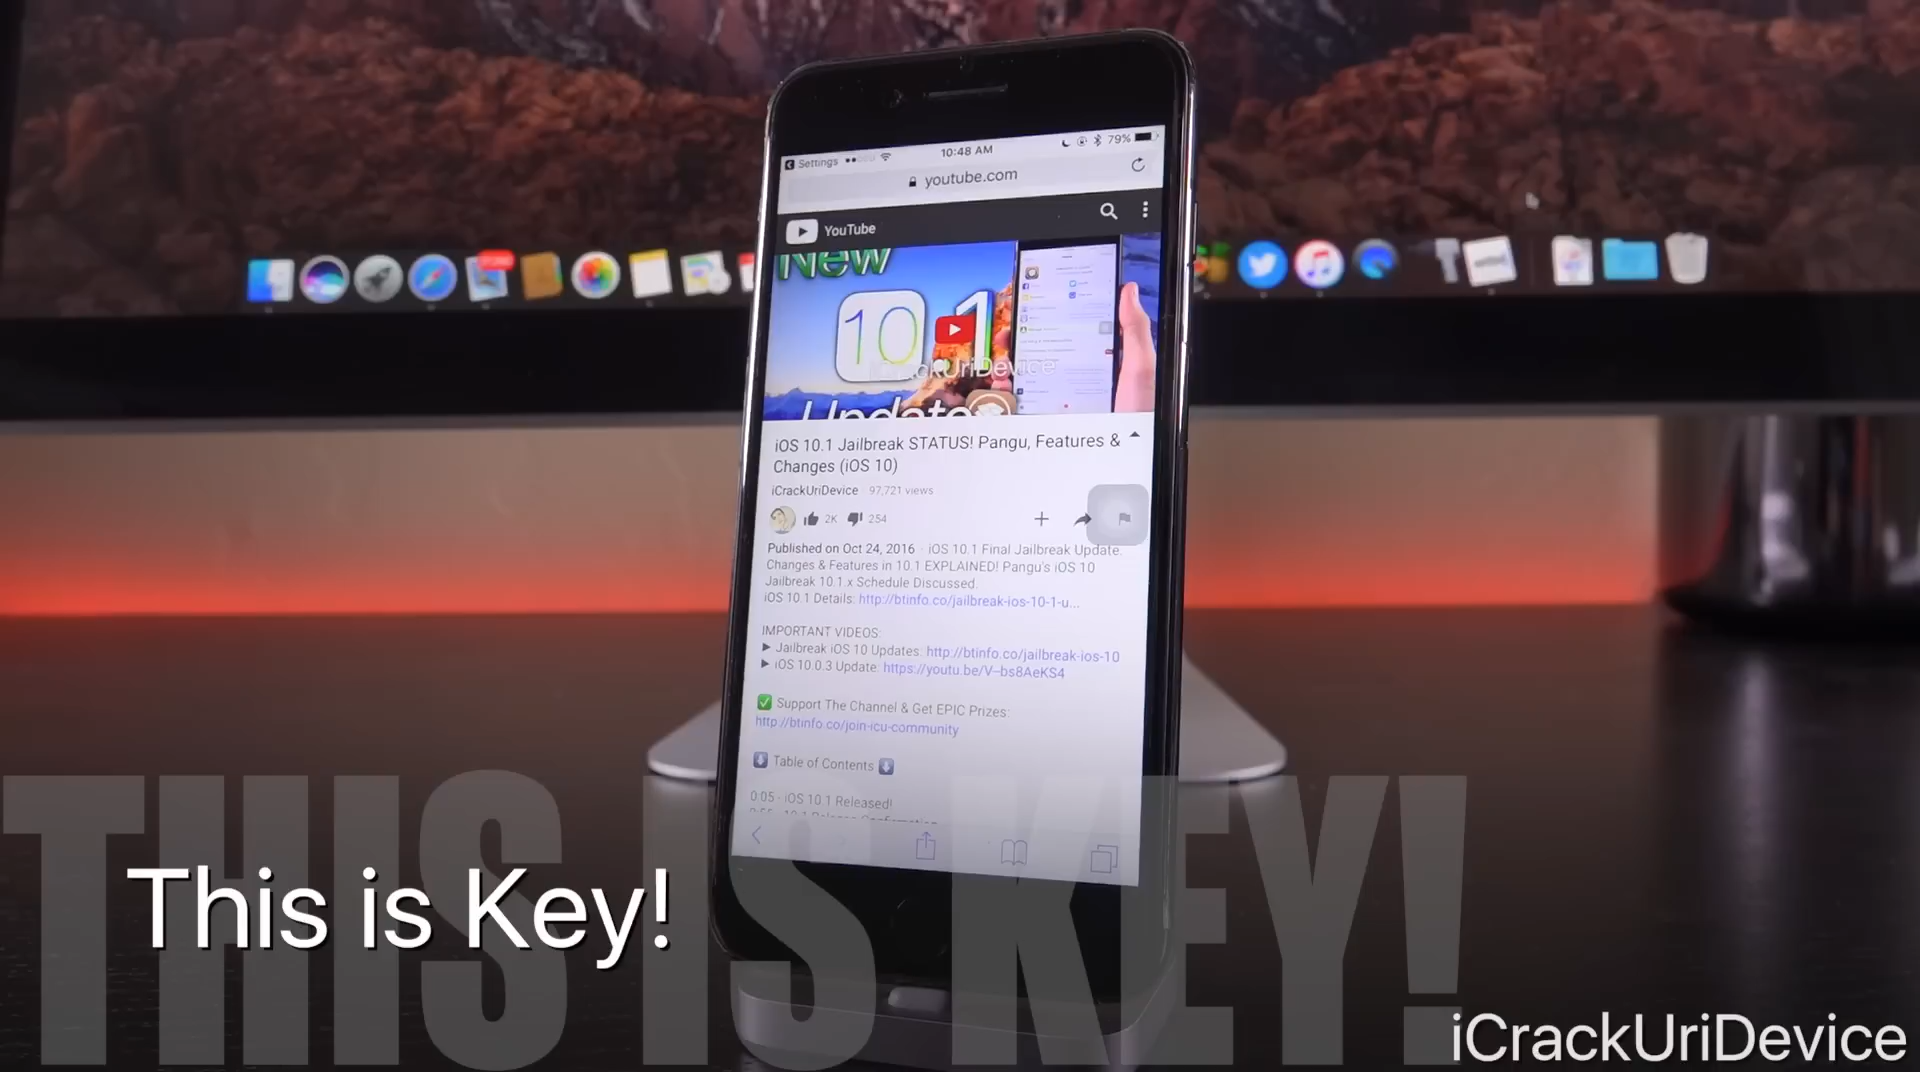 Settings 10:48 AM 79%
youtube.com
YouTube
New
10.1
iCrackUriDevice
Update
iOS 10.1 Jailbreak STATUS! Pangu, Features &
Changes (iOS 10)
iCrackUriDevice 97,721 views
2K 254
Published on Oct 24, 2016 · iOS 10.1 Final Jailbreak Update.
Changes & Features in 10.1 EXPLAINED! Pangu's iOS 10
Jailbreak 10.1.x Schedule Discussed.
iOS 10.1 Details: http://btinfo.co/jailbreak-ios-10-1-u...
IMPORTANT VIDEOS:
► Jailbreak iOS 10 Updates: http://btinfo.co/jailbreak-ios-10
► iOS 10.0.3 Update: https://youtu.be/V--bs8AeKS4
✅ Support The Channel & Get EPIC Prizes:
http://btinfo.co/join-icu-community
⬇ Table of Contents ⬇
0:05 · iOS 10.1 Released!
THIS IS KEY!
This is Key!
iCrackUriDevice